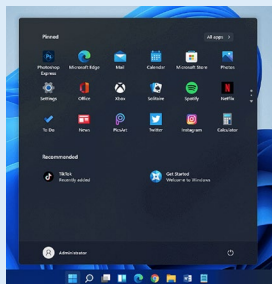 Pinned
All apps >
Photoshop Express
Microsoft Edge
Mail
Calendar
Microsoft Store
Photos
Settings
Office
Xbox
Solitaire
Spotify
Netflix
To Do
News
PicsArt
Twitter
Instagram
Calculator
Recommended
TikTok
Recently added
Get Started
Welcome to Windows
Administrator